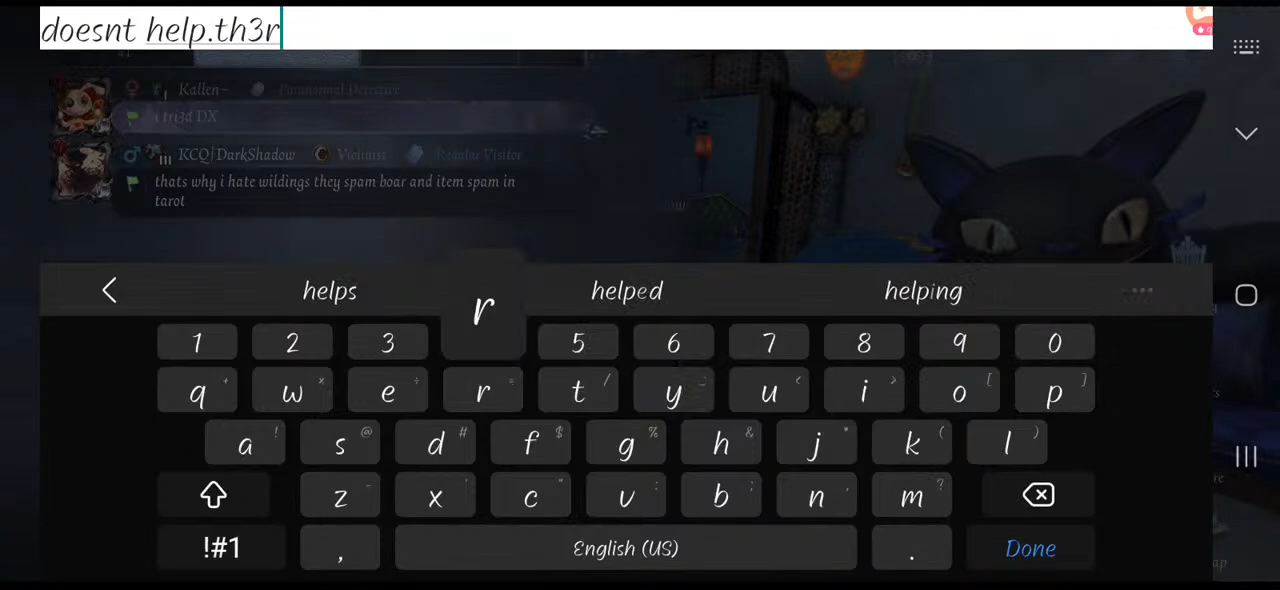 doesnt help.th3r
Kallen~ Paranormal Detective
i tri3d DX
KCQ|DarkShadow Violinist Regular Visitor
thats why i hate wildings they spam boar and item spam in
tarot
helps helped helping
r
1 2 3 5 6 7 8 9 0
q + w × e ÷ r = t / y _ u < i > o [ p ]
a ! s @ d # f $ g % h & j * k ( l )
z - x ' c " v : b ; n , m ?
!#1 , English (US) . Done